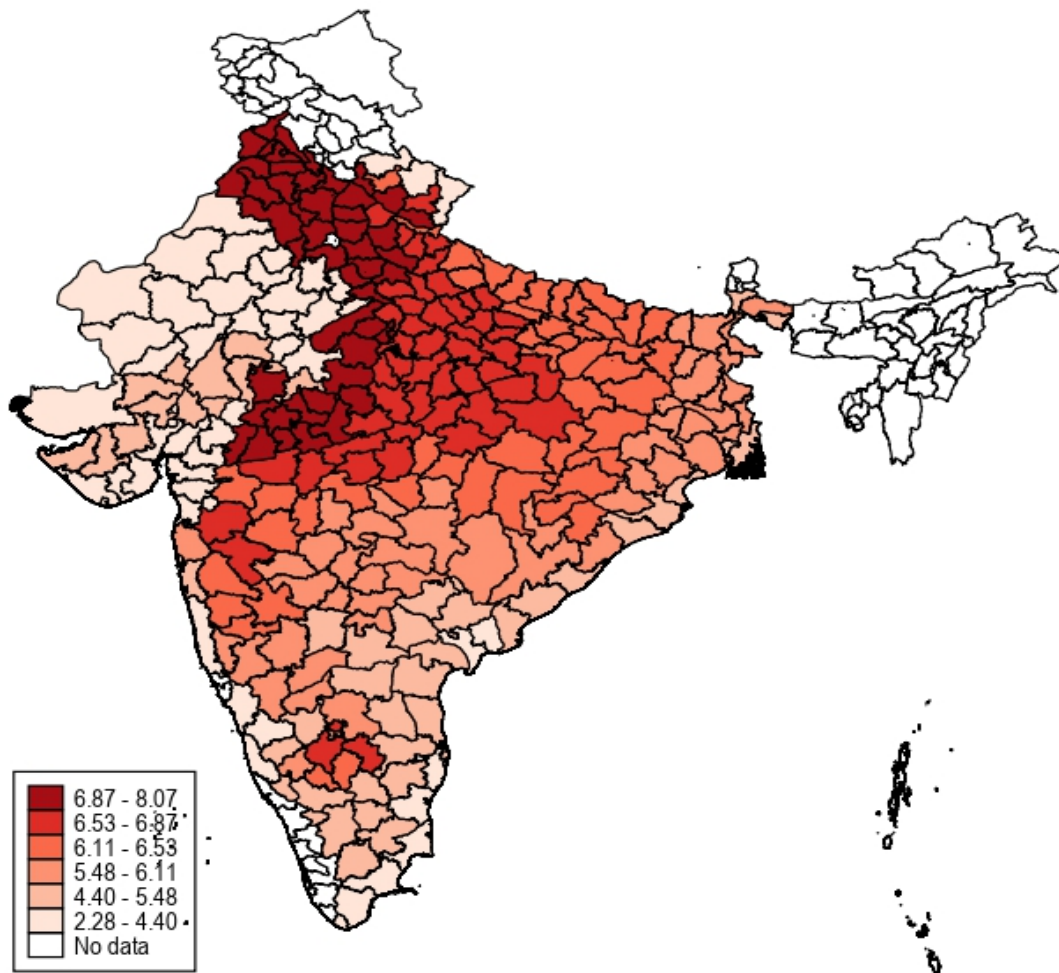 6.87 - 8.07
6.53 - 6.87
6.11 - 6.53
5.48 - 6.11
4.40 - 5.48
2.28 - 4.40
No data